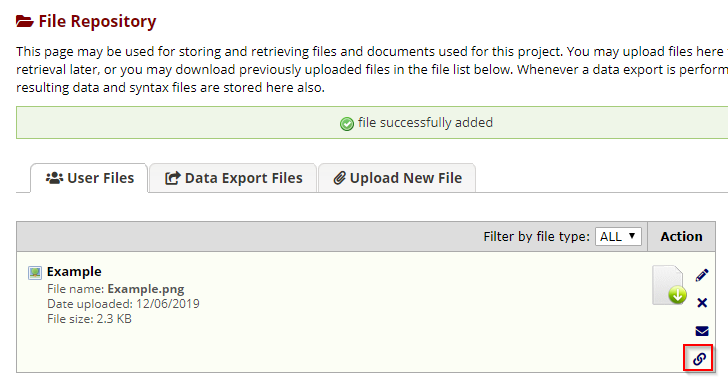 File Repository
This page may be used for storing and retrieving files and documents used for this project. You may upload files here
retrieval later, or you may download previously uploaded files in the file list below. Whenever a data export is perform
resulting data and syntax files are stored here also.
file successfully added
User Files Data Export Files Upload New File
Filter by file type: ALL Action
Example
File name: Example.png
Date uploaded: 12/06/2019
File size: 2.3 KB